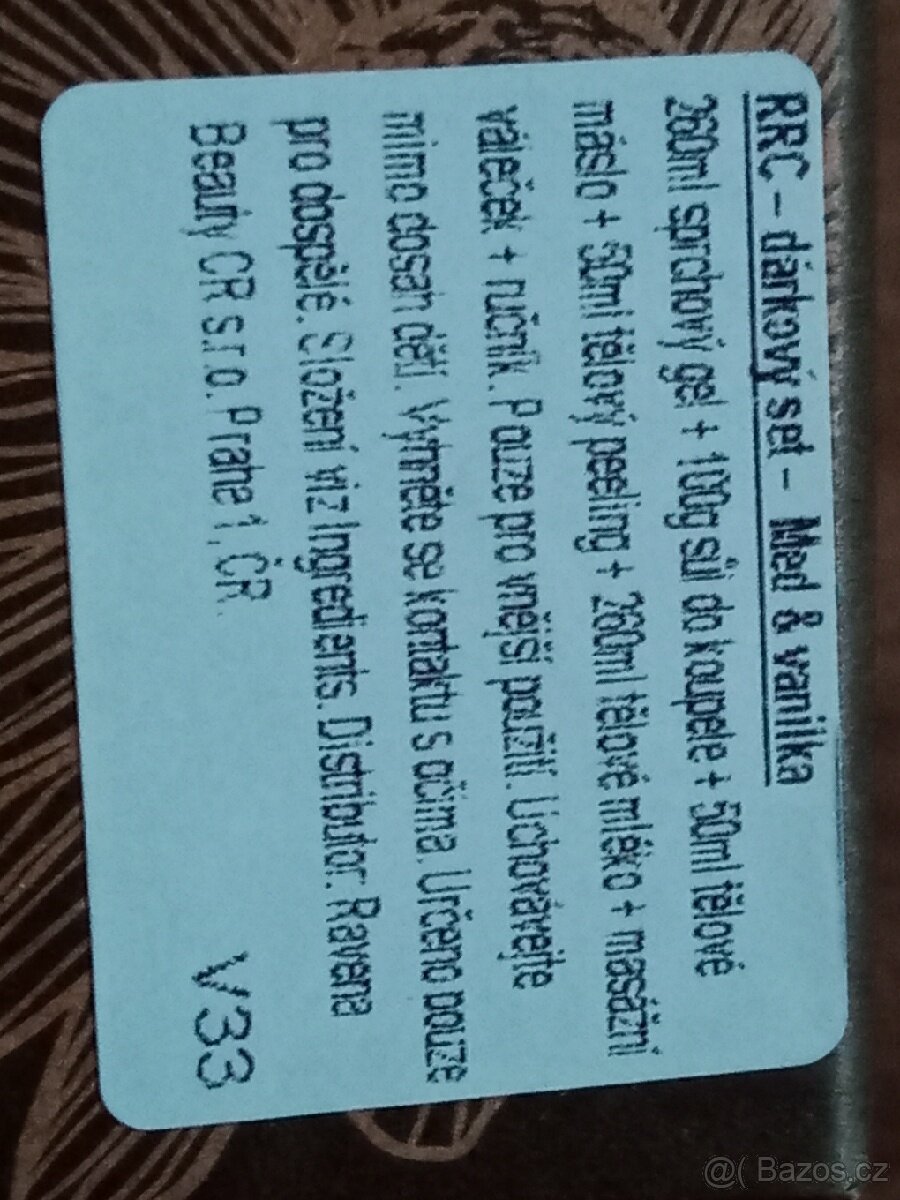 RRC – dárkový set – Med & vanilka
260ml sprchový gel + 100g sůl do koupele + 50ml tělové
máslo + 50ml tělový peeling + 260ml tělové mléko + masážní
váleček + ručník. Pouze pro vnější použití. Uchovávejte
mimo dosah dětí. Vyhněte se kontaktu s očima. Určeno pouze
pro dospělé. Složení viz Ingredients. Distributor: Ravena
Beauty CR s.r.o. Praha 1, ČR.
V33
@( Bazos.cz